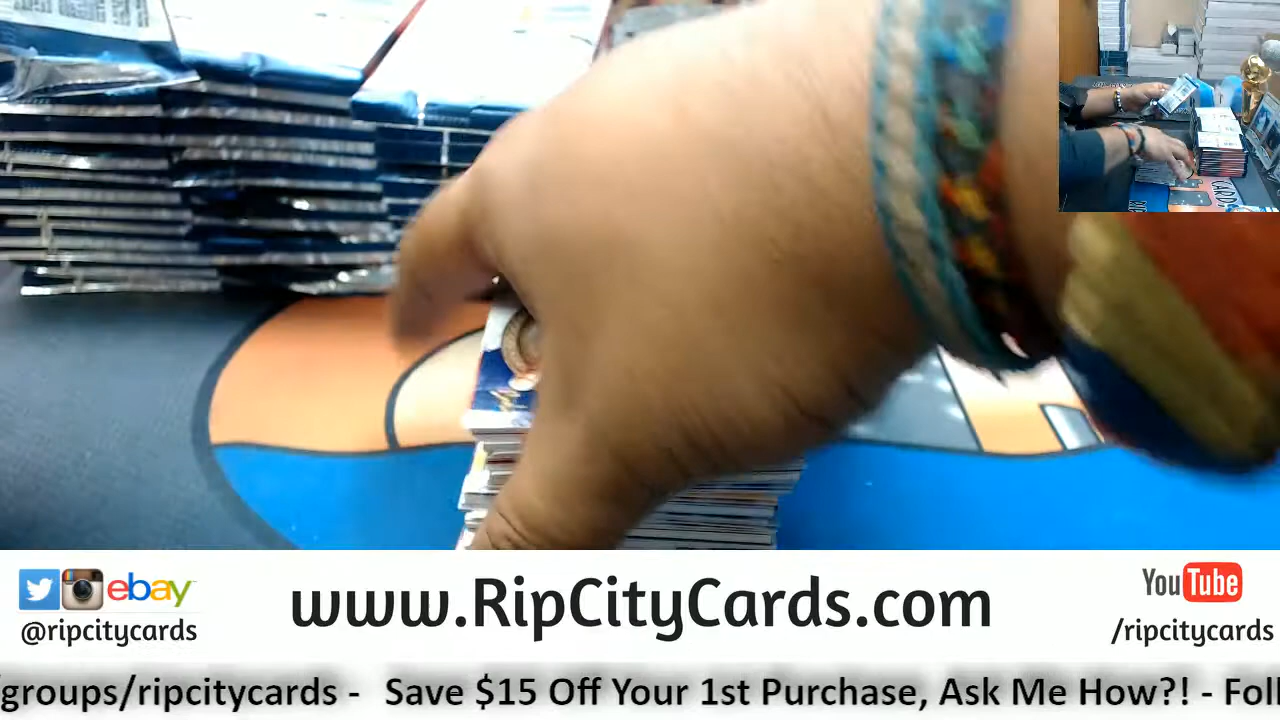 www.RipCityCards.com
ebay
@ripcitycards
YouTube
/ripcitycards
groups/ripcitycards - Save $15 Off Your 1st Purchase, Ask Me How?! - Foll